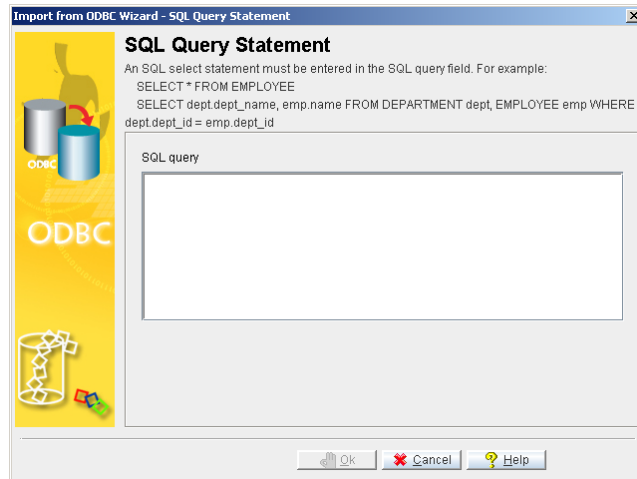 Import from ODBC Wizard - SQL Query Statement
SQL Query Statement
An SQL select statement must be entered in the SQL query field. For example:
SELECT * FROM EMPLOYEE
SELECT dept.dept_name, emp.name FROM DEPARTMENT dept, EMPLOYEE emp WHERE
dept.dept_id = emp.dept_id
SQL query
ODBC
ODBC
Ok
Cancel
Help